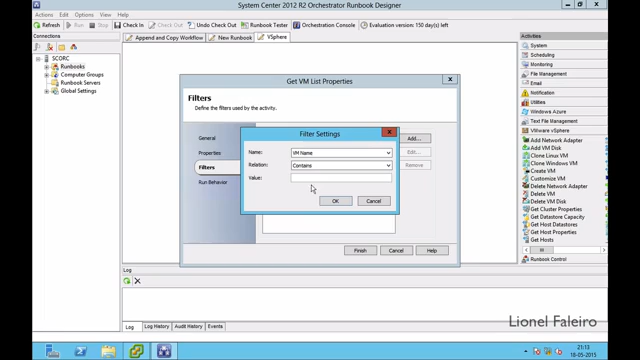 System Center 2012 R2 Orchestrator Runbook Designer
Actions Options View Help
Refresh Run Stop Check In Check Out Undo Check Out Runbook Tester Orchestration Console Evaluation version: 150 day(s) left
Connections
SCORC
Runbooks
Computer Groups
Runbook Servers
Global Settings
Append and Copy Workflow New Runbook VSphere
Get VM List Properties
Filters
Define the filters used by the activity.
General
Properties
Filters
Run Behavior
Add...
Edit...
Remove
Filter Settings
Name: VM Name
Relation: Contains
Value:
OK Cancel
Finish Cancel Help
Activities
System
Scheduling
Monitoring
File Management
Email
Notification
Utilities
Windows Azure
Text File Management
VMware vSphere
Add Network Adapter
Add VM Disk
Clone Linux VM
Clone Windows VM
Create VM
Customize VM
Delete Network Adapter
Delete VM
Delete VM Disk
Get Cluster Properties
Get Datastore Capacity
Get Host Datastores
Get Host Properties
Get Hosts
Runbook Control
Log
Log Log History Audit History Events
Lionel Faleiro
21:13
18-05-2015